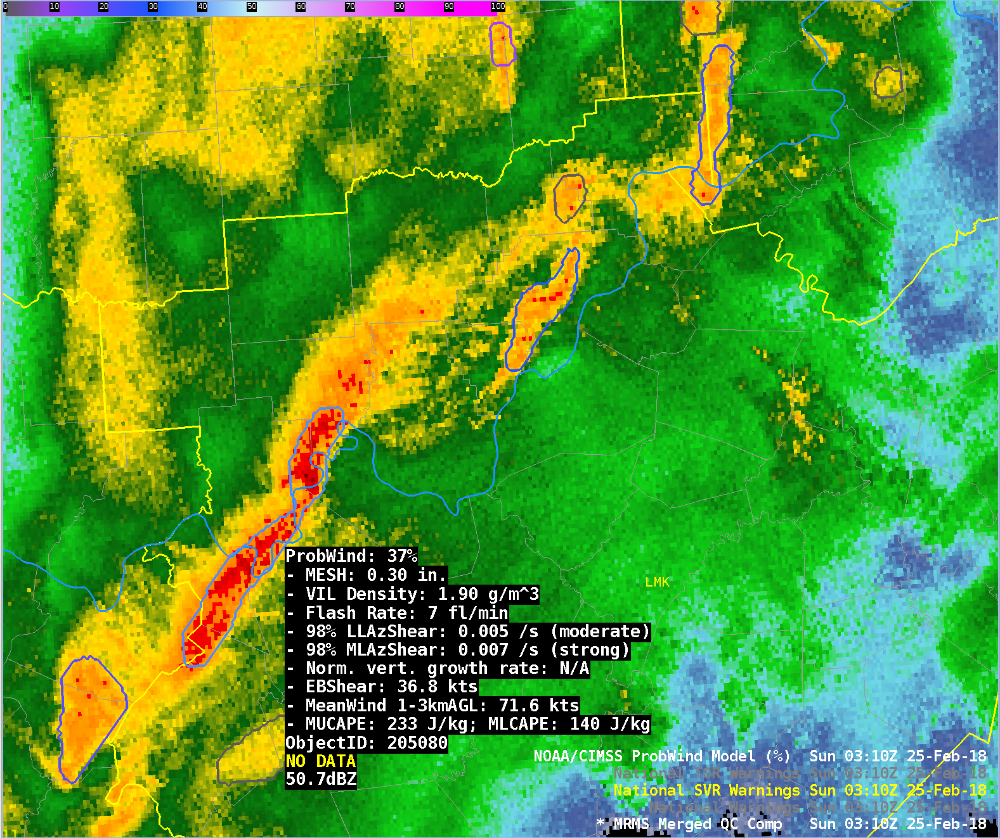 0 10 20 30 40 50 60 70 80 90 100
LMK
ProbWind: 37%
- MESH: 0.30 in.
- VIL Density: 1.90 g/m^3
- Flash Rate: 7 fl/min
- 98% LLAzShear: 0.005 /s (moderate)
- 98% MLAzShear: 0.007 /s (strong)
- Norm. vert. growth rate: N/A
- EBShear: 36.8 kts
- MeanWind 1-3kmAGL: 71.6 kts
- MUCAPE: 233 J/kg; MLCAPE: 140 J/kg
ObjectID: 205080
NO DATA
50.7dBZ
NOAA/CIMSS ProbWind Model (%) Sun 03:10Z 25-Feb-18
National TOR Warnings Sun 03:10Z 25-Feb-18
National SVR Warnings Sun 03:10Z 25-Feb-18
National Warnings Sun 03:10Z 25-Feb-18
* MRMS Merged QC Comp Sun 03:10Z 25-Feb-18